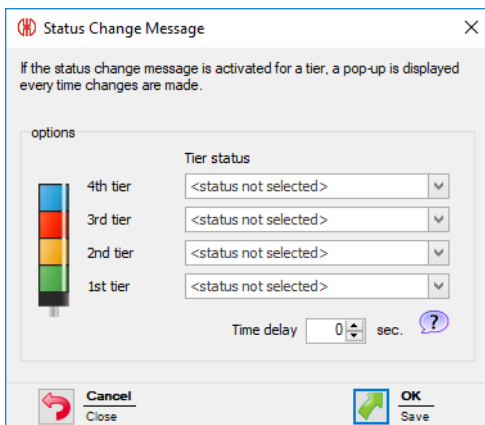 Status Change Message
If the status change message is activated for a tier, a pop-up is displayed
every time changes are made.
options
Tier status
4th tier <status not selected>
3rd tier <status not selected>
2nd tier <status not selected>
1st tier <status not selected>
Time delay 0 sec. ?
Cancel
Close
OK
Save